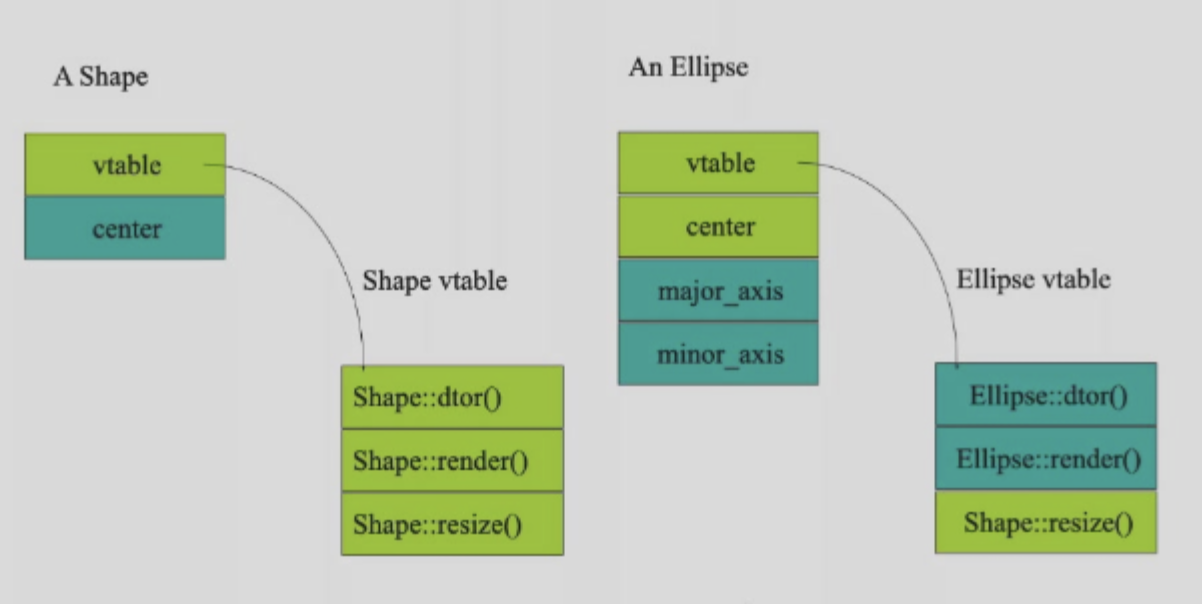 A Shape
vtable
center
Shape vtable
Shape::dtor()
Shape::render()
Shape::resize()
An Ellipse
vtable
center
major_axis
minor_axis
Ellipse vtable
Ellipse::dtor()
Ellipse::render()
Shape::resize()